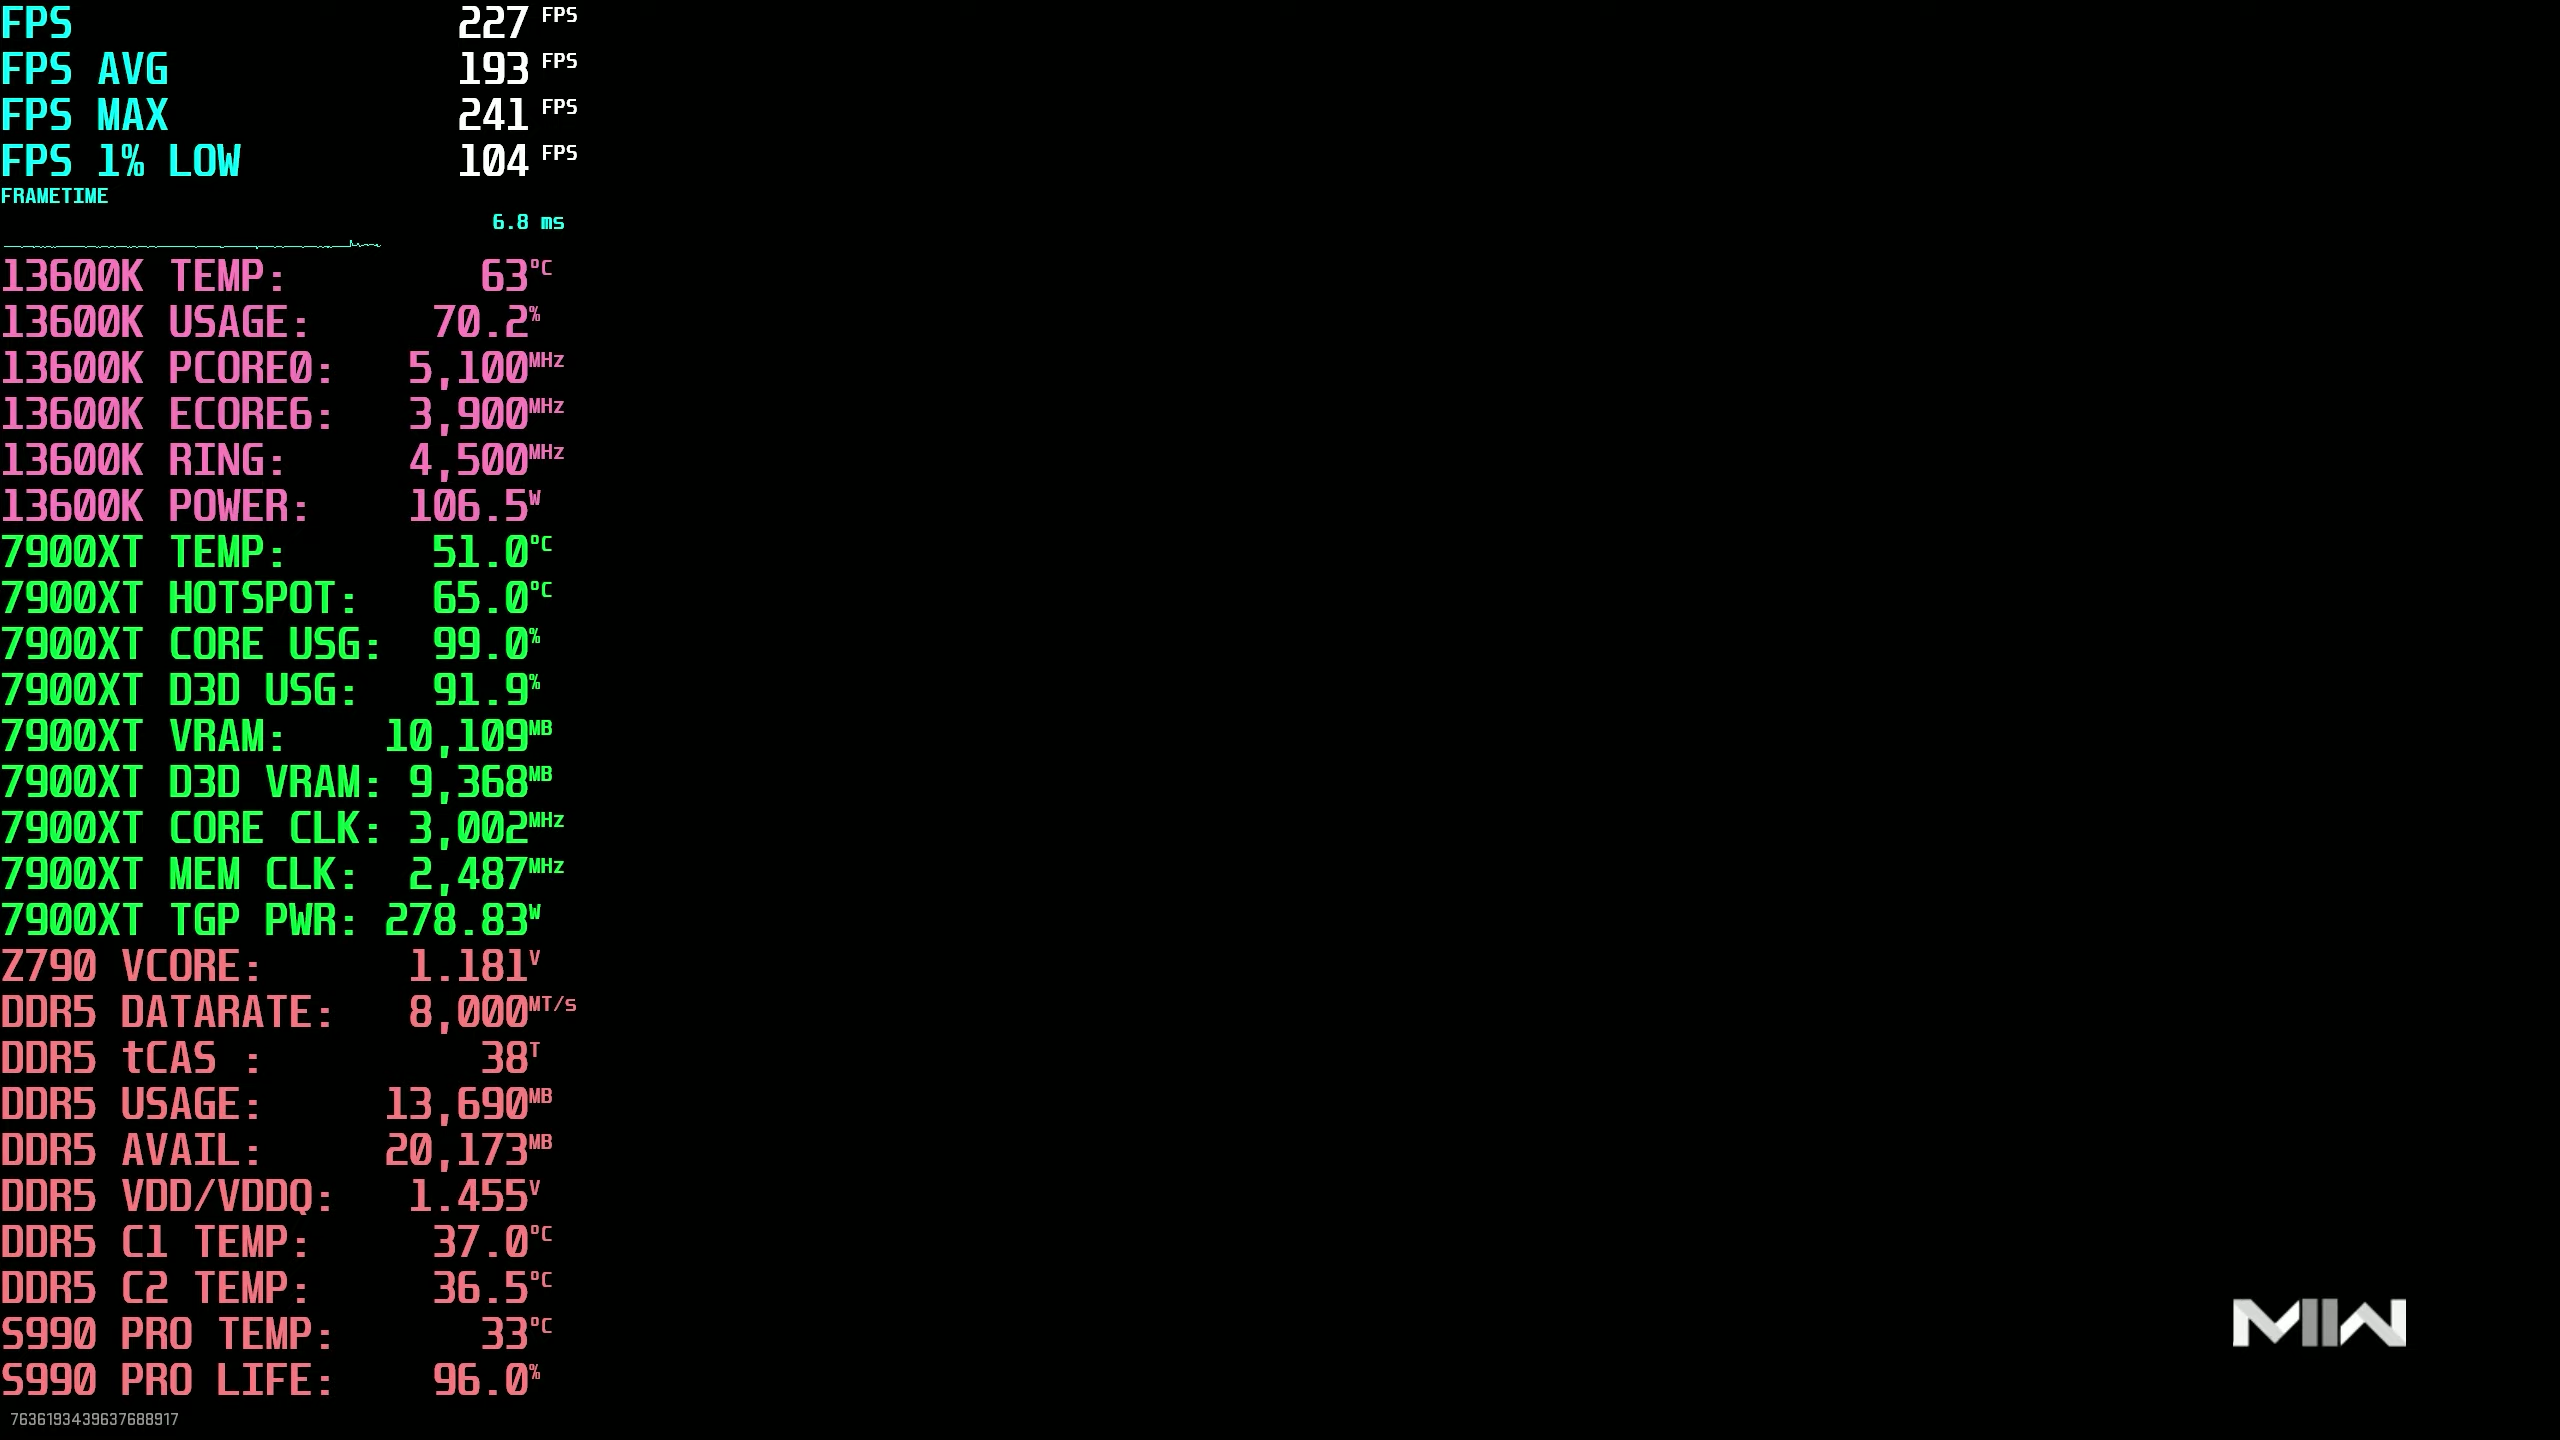 FPS 227 FPS
FPS AVG 193 FPS
FPS MAX 241 FPS
FPS 1% LOW 104 FPS
FRAMETIME
6.8 ms
13600K TEMP: 63°C
13600K USAGE: 70.2%
13600K PCORE0: 5,100MHz
13600K ECORE6: 3,900MHz
13600K RING: 4,500MHz
13600K POWER: 106.5W
7900XT TEMP: 51.0°C
7900XT HOTSPOT: 65.0°C
7900XT CORE USG: 99.0%
7900XT D3D USG: 91.9%
7900XT VRAM: 10,109MB
7900XT D3D VRAM: 9,368MB
7900XT CORE CLK: 3,002MHz
7900XT MEM CLK: 2,487MHz
7900XT TGP PWR: 278.83W
Z790 VCORE: 1.181V
DDR5 DATARATE: 8,000MT/s
DDR5 tCAS : 38T
DDR5 USAGE: 13,690MB
DDR5 AVAIL: 20,173MB
DDR5 VDD/VDDQ: 1.455V
DDR5 C1 TEMP: 37.0°C
DDR5 C2 TEMP: 36.5°C
S990 PRO TEMP: 33°C
S990 PRO LIFE: 96.0%
MIIW
7636193439637688917